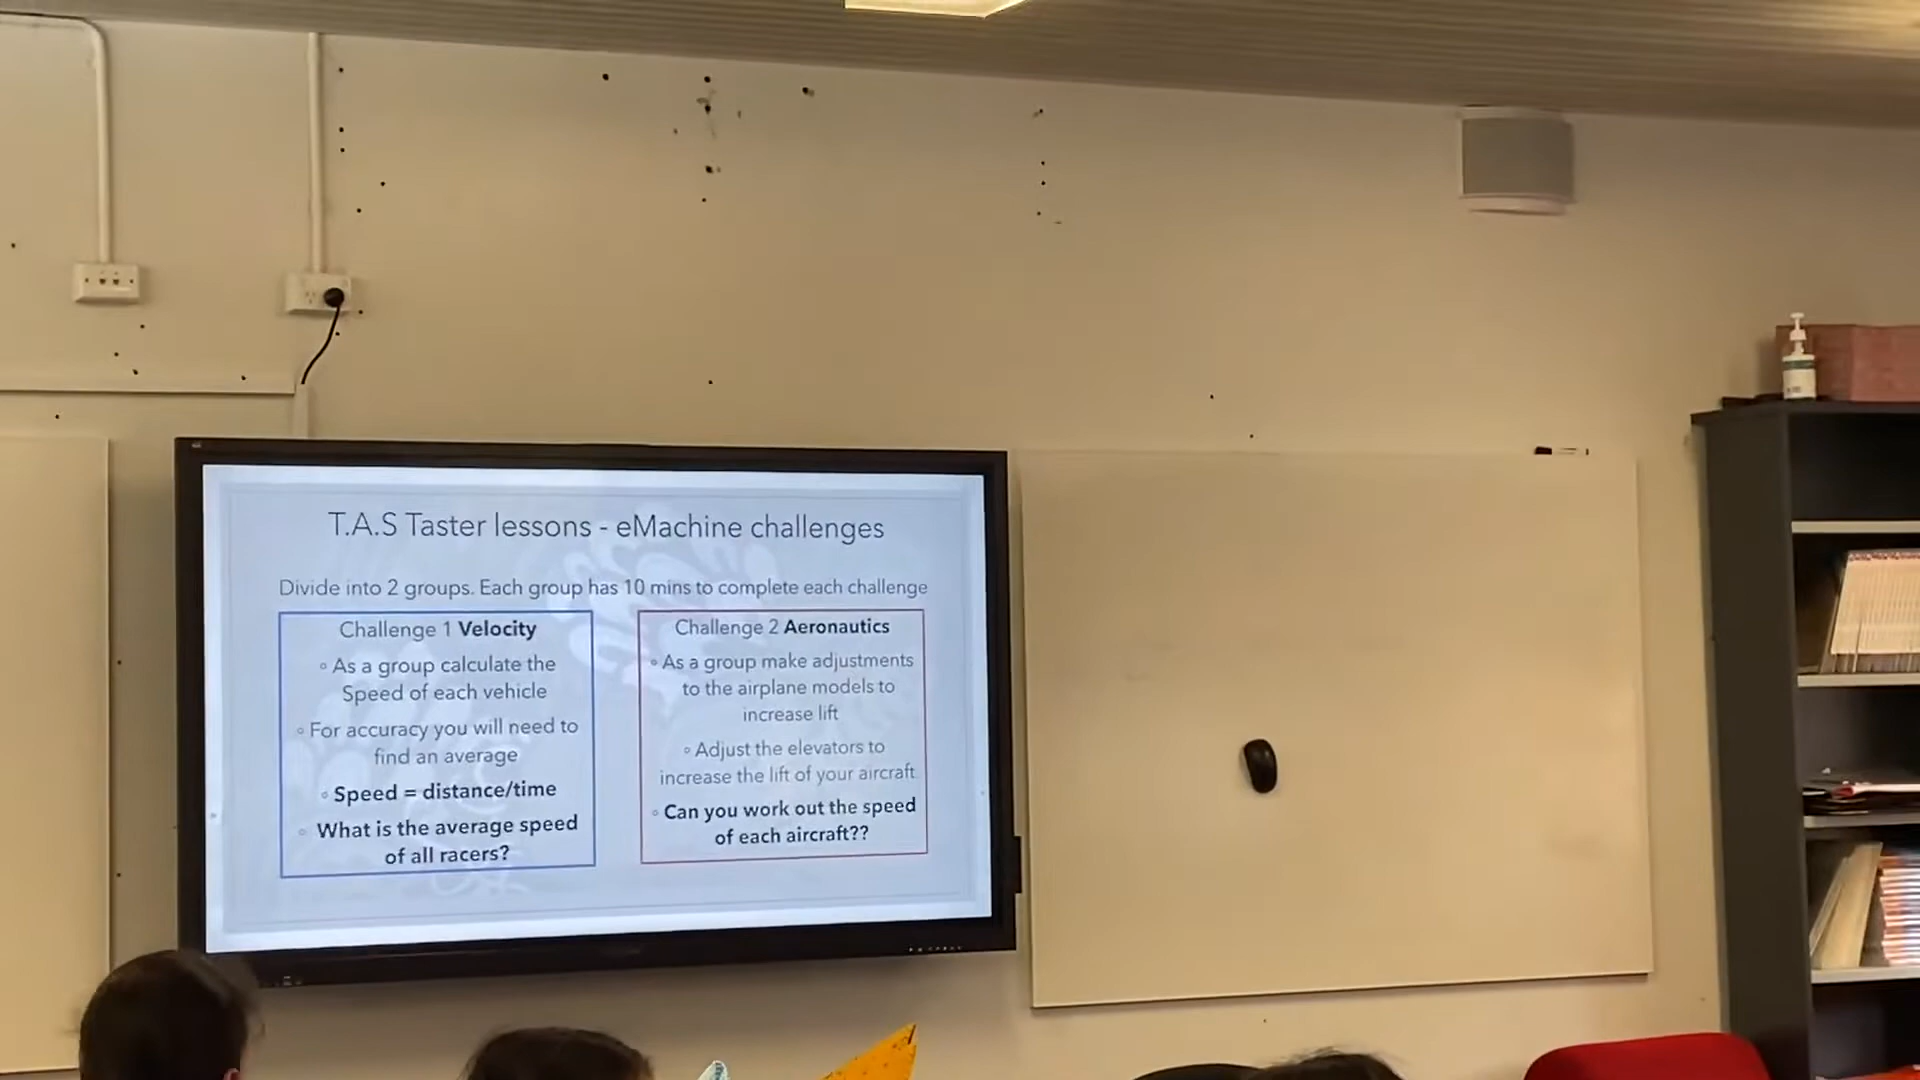 T.A.S Taster lessons - eMachine challenges
Divide into 2 groups. Each group has 10 mins to complete each challenge
Challenge 1 Velocity
◦ As a group calculate the
Speed of each vehicle
◦ For accuracy you will need to
find an average
◦ Speed = distance/time
◦ What is the average speed
of all racers?
Challenge 2 Aeronautics
◦ As a group make adjustments
to the airplane models to
increase lift
◦ Adjust the elevators to
increase the lift of your aircraft
◦ Can you work out the speed
of each aircraft??